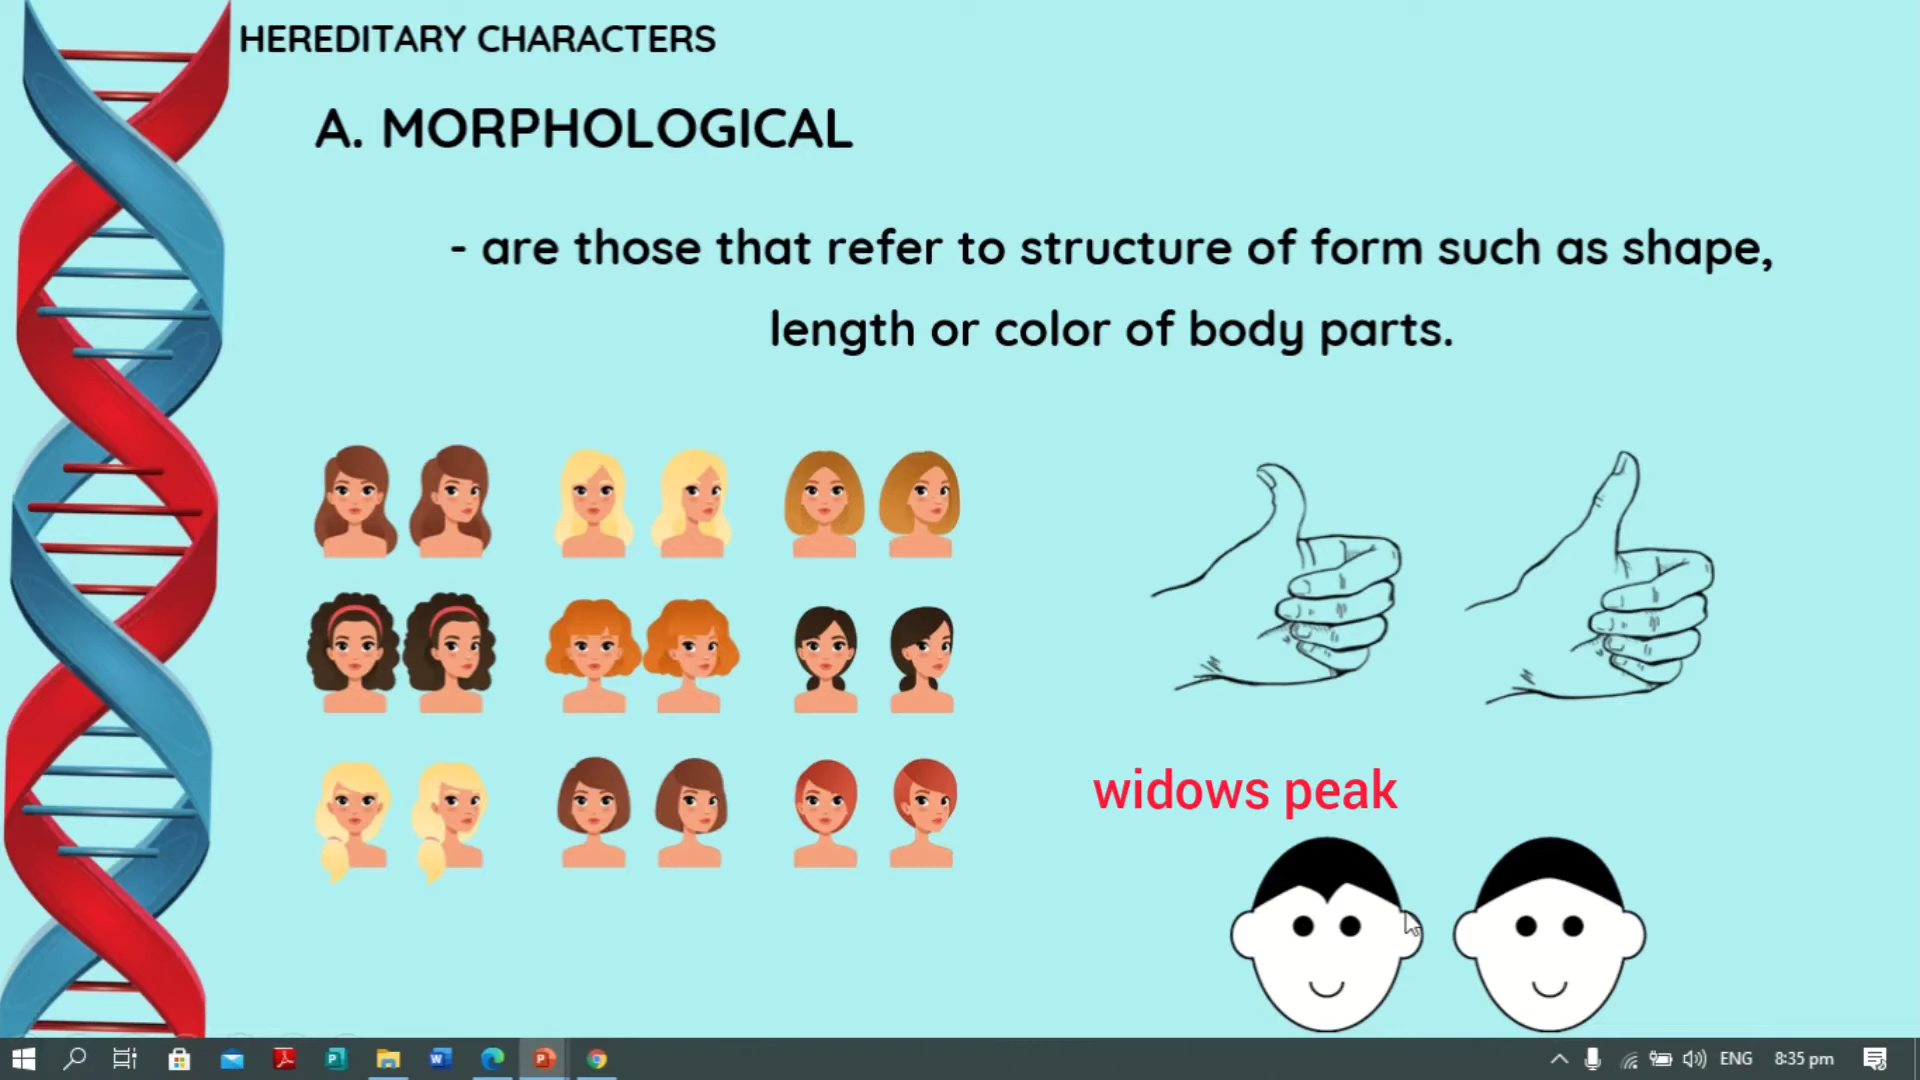 HEREDITARY CHARACTERS
A. MORPHOLOGICAL
- are those that refer to structure of form such as shape,
length or color of body parts.
widows peak
ENG
8:35 pm